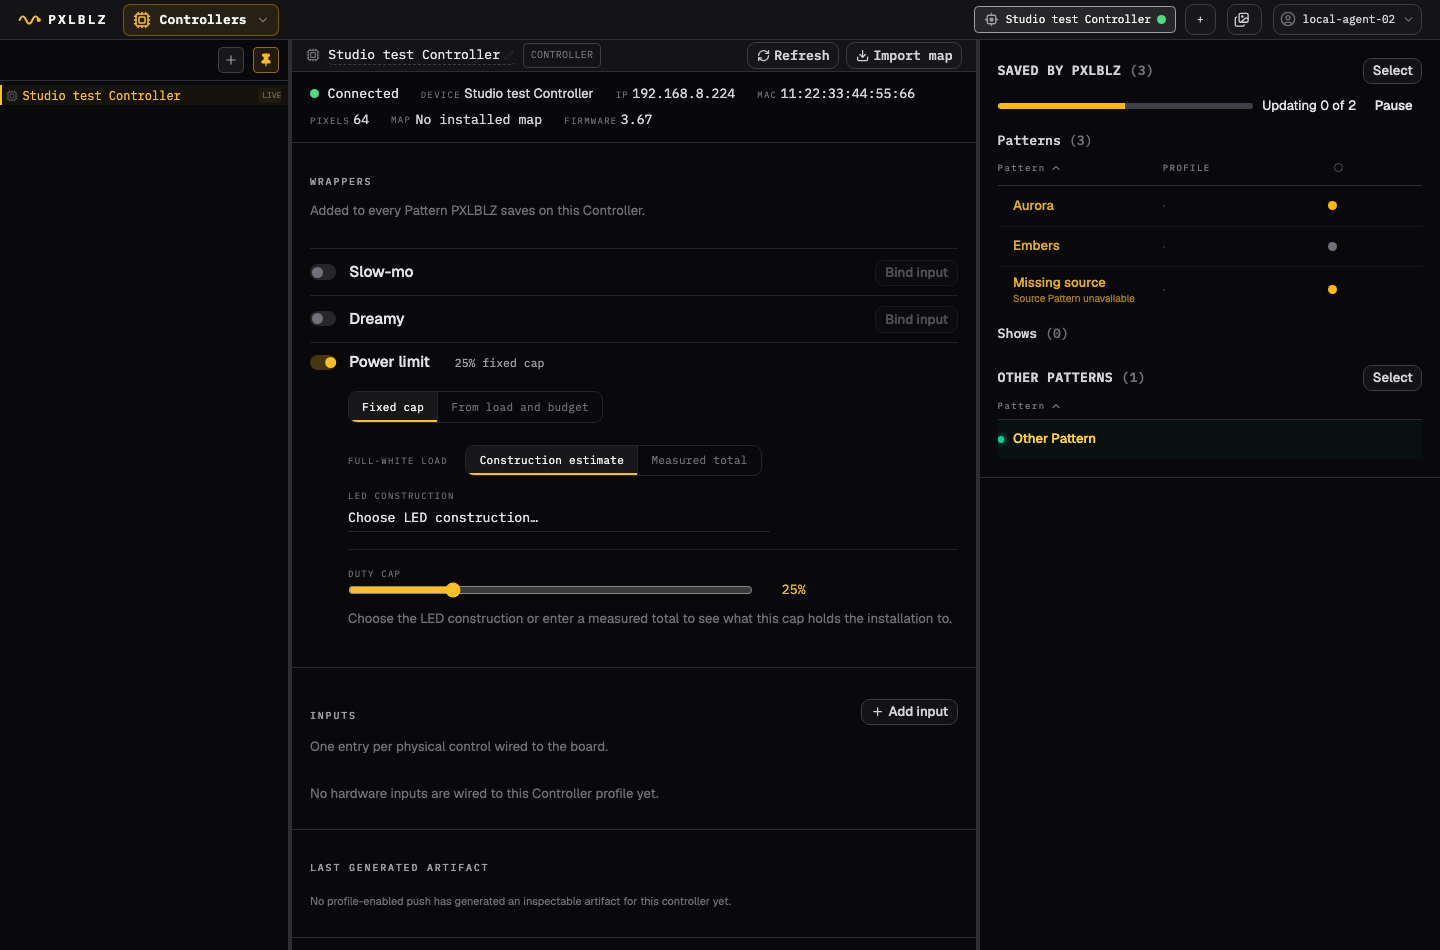 PXLBLZ
Controllers
Studio test Controller
+
local-agent-02
+
Studio test Controller
LIVE
Studio test Controller
CONTROLLER
Refresh
Import map
Connected
DEVICE Studio test Controller
IP 192.168.8.224
MAC 11:22:33:44:55:66
PIXELS 64
MAP No installed map
FIRMWARE 3.67
WRAPPERS
Added to every Pattern PXLBLZ saves on this Controller.
Slow-mo
Bind input
Dreamy
Bind input
Power limit
25% fixed cap
Fixed cap
From load and budget
FULL-WHITE LOAD
Construction estimate
Measured total
LED CONSTRUCTION
Choose LED construction…
DUTY CAP
25%
Choose the LED construction or enter a measured total to see what this cap holds the installation to.
INPUTS
+ Add input
One entry per physical control wired to the board.
No hardware inputs are wired to this Controller profile yet.
LAST GENERATED ARTIFACT
No profile-enabled push has generated an inspectable artifact for this controller yet.
SAVED BY PXLBLZ (3)
Select
Updating 0 of 2
Pause
Patterns (3)
Pattern
PROFILE
Aurora
Embers
Missing source
Source Pattern unavailable
Shows (0)
OTHER PATTERNS (1)
Select
Pattern
Other Pattern